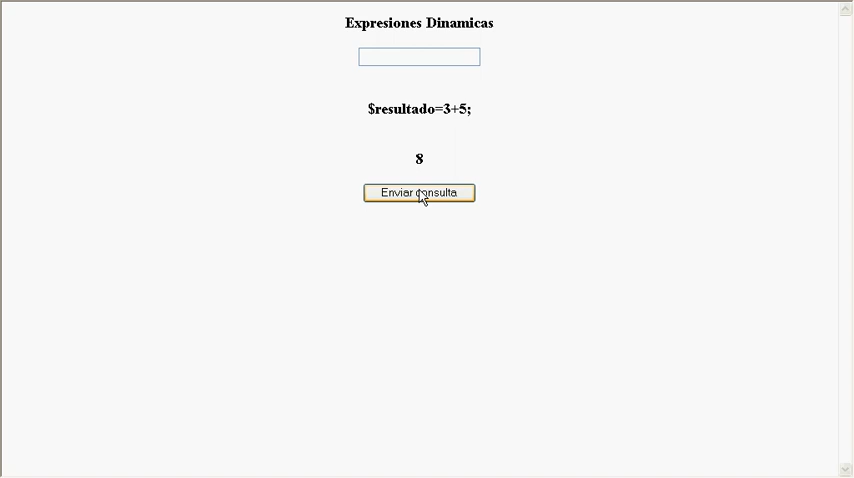 Expresiones Dinamicas
$resultado=3+5;
8
Enviar consulta